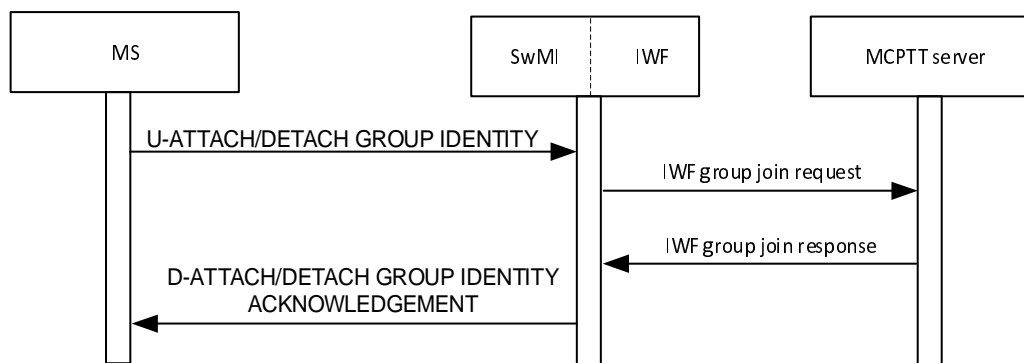 MS
SwMI
IWF
MCPTT server
U-ATTACH/DETACH GROUP IDENTITY
IWF group join request
IWF group join response
D-ATTACH/DETACH GROUP IDENTITY
ACKNOWLEDGEMENT